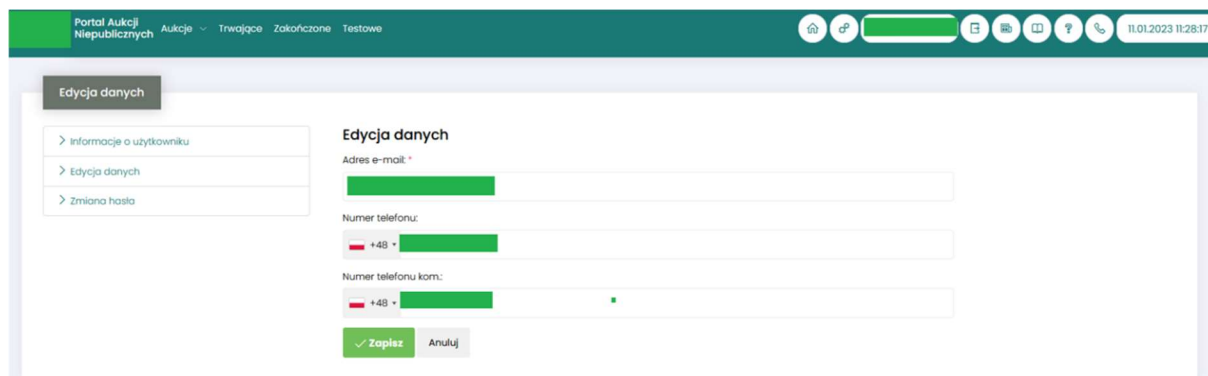 Portal Aukcji
Niepublicznych
Aukcje Trwające Zakończone Testowe
11.01.2023 11:28:17
Edycja danych
Informacje o użytkowniku
Edycja danych
Zmiana hasła
Edycja danych
Adres e-mail: *
Numer telefonu:
+48
Numer telefonu kom.:
+48
Zapisz Anuluj